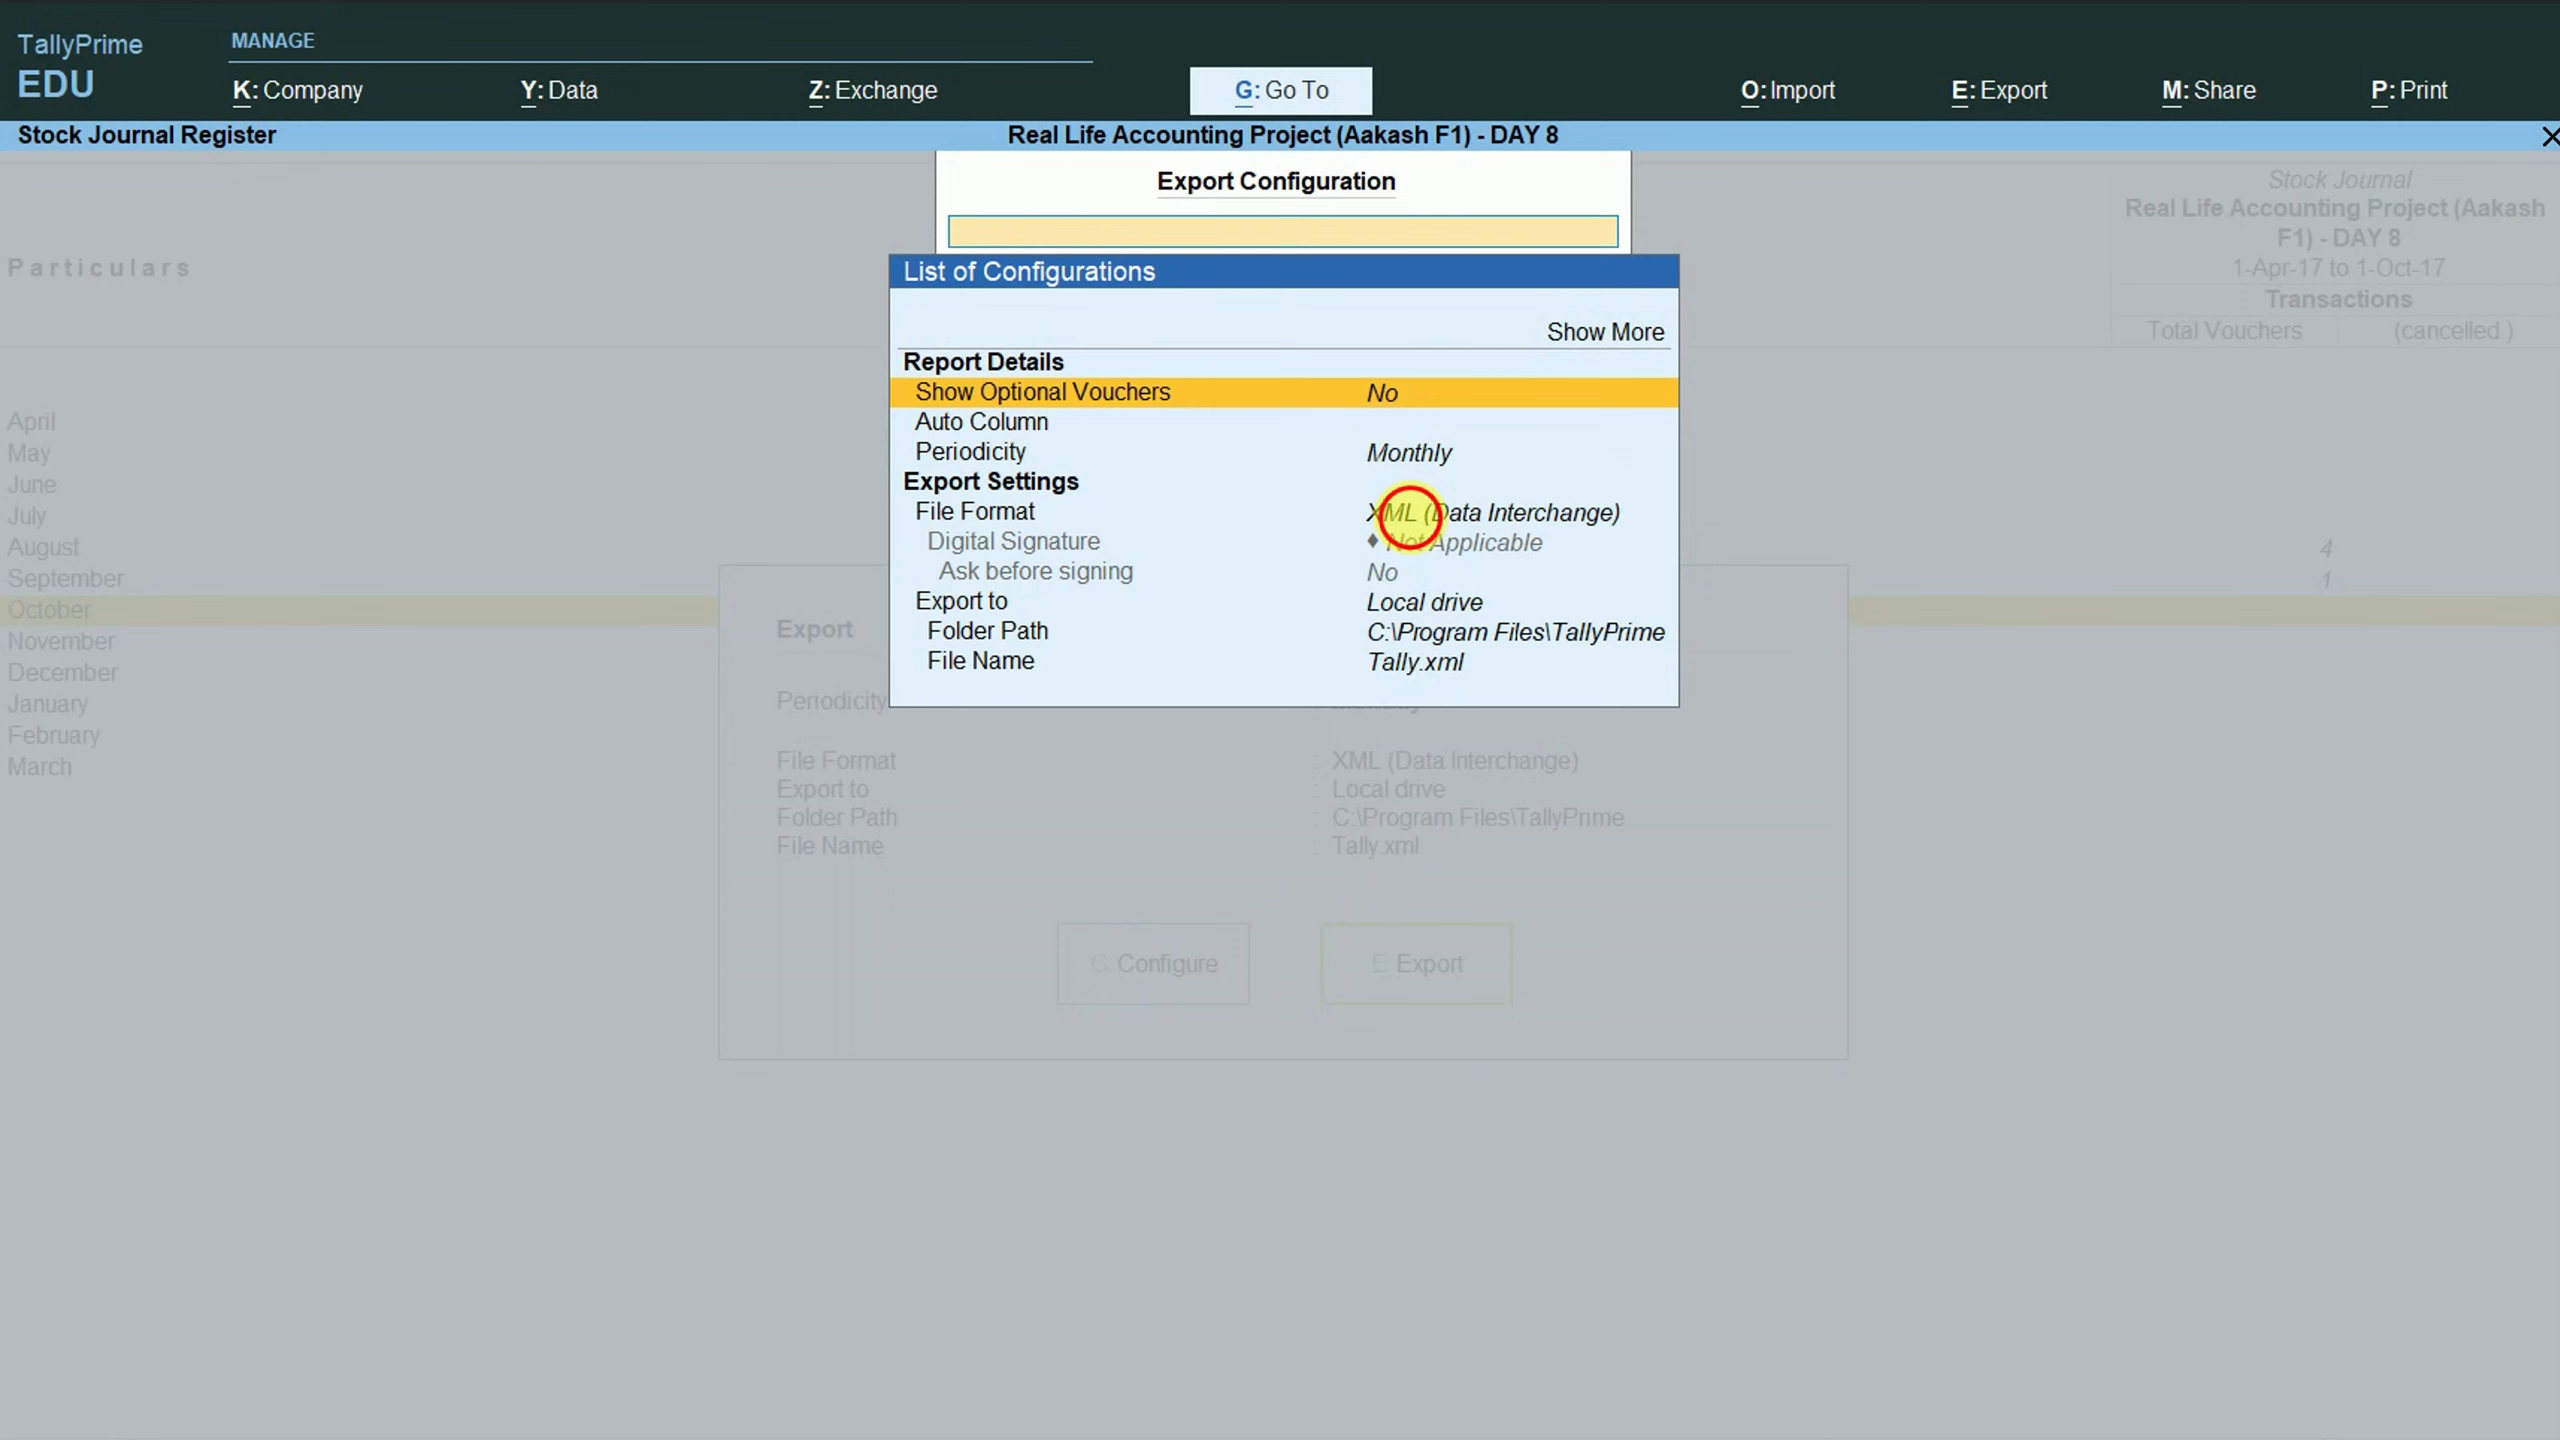 TallyPrime
EDU
MANAGE
K: Company
Y: Data
Z: Exchange
G: Go To
O: Import
E: Export
M: Share
P: Print
Stock Journal Register
Real Life Accounting Project (Aakash F1) - DAY 8
Export Configuration
List of Configurations
Show More
Report Details
Show Optional Vouchers No
Auto Column
Periodicity Monthly
Export Settings
File Format XML (Data Interchange)
Digital Signature ♦ Not Applicable
Ask before signing No
Export to Local drive
Folder Path C:\Program Files\TallyPrime
File Name Tally.xml
Particulars
Stock Journal
Real Life Accounting Project (Aakash
F1) - DAY 8
1-Apr-17 to 1-Oct-17
Transactions
Total Vouchers (cancelled )
April
May
June
July
August 4
September 1
October
November
December
January
February
March
Export
Periodicity
File Format : XML (Data Interchange)
Export to : Local drive
Folder Path : C:\Program Files\TallyPrime
File Name : Tally.xml
C: Configure
E: Export